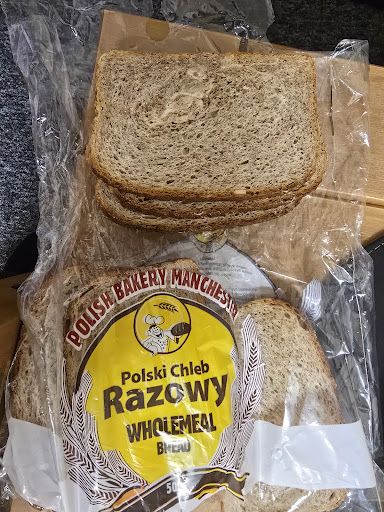 POLISH BAKERY MANCHESTER
Polski Chleb
Razowy
WHOLEMEAL
BREAD